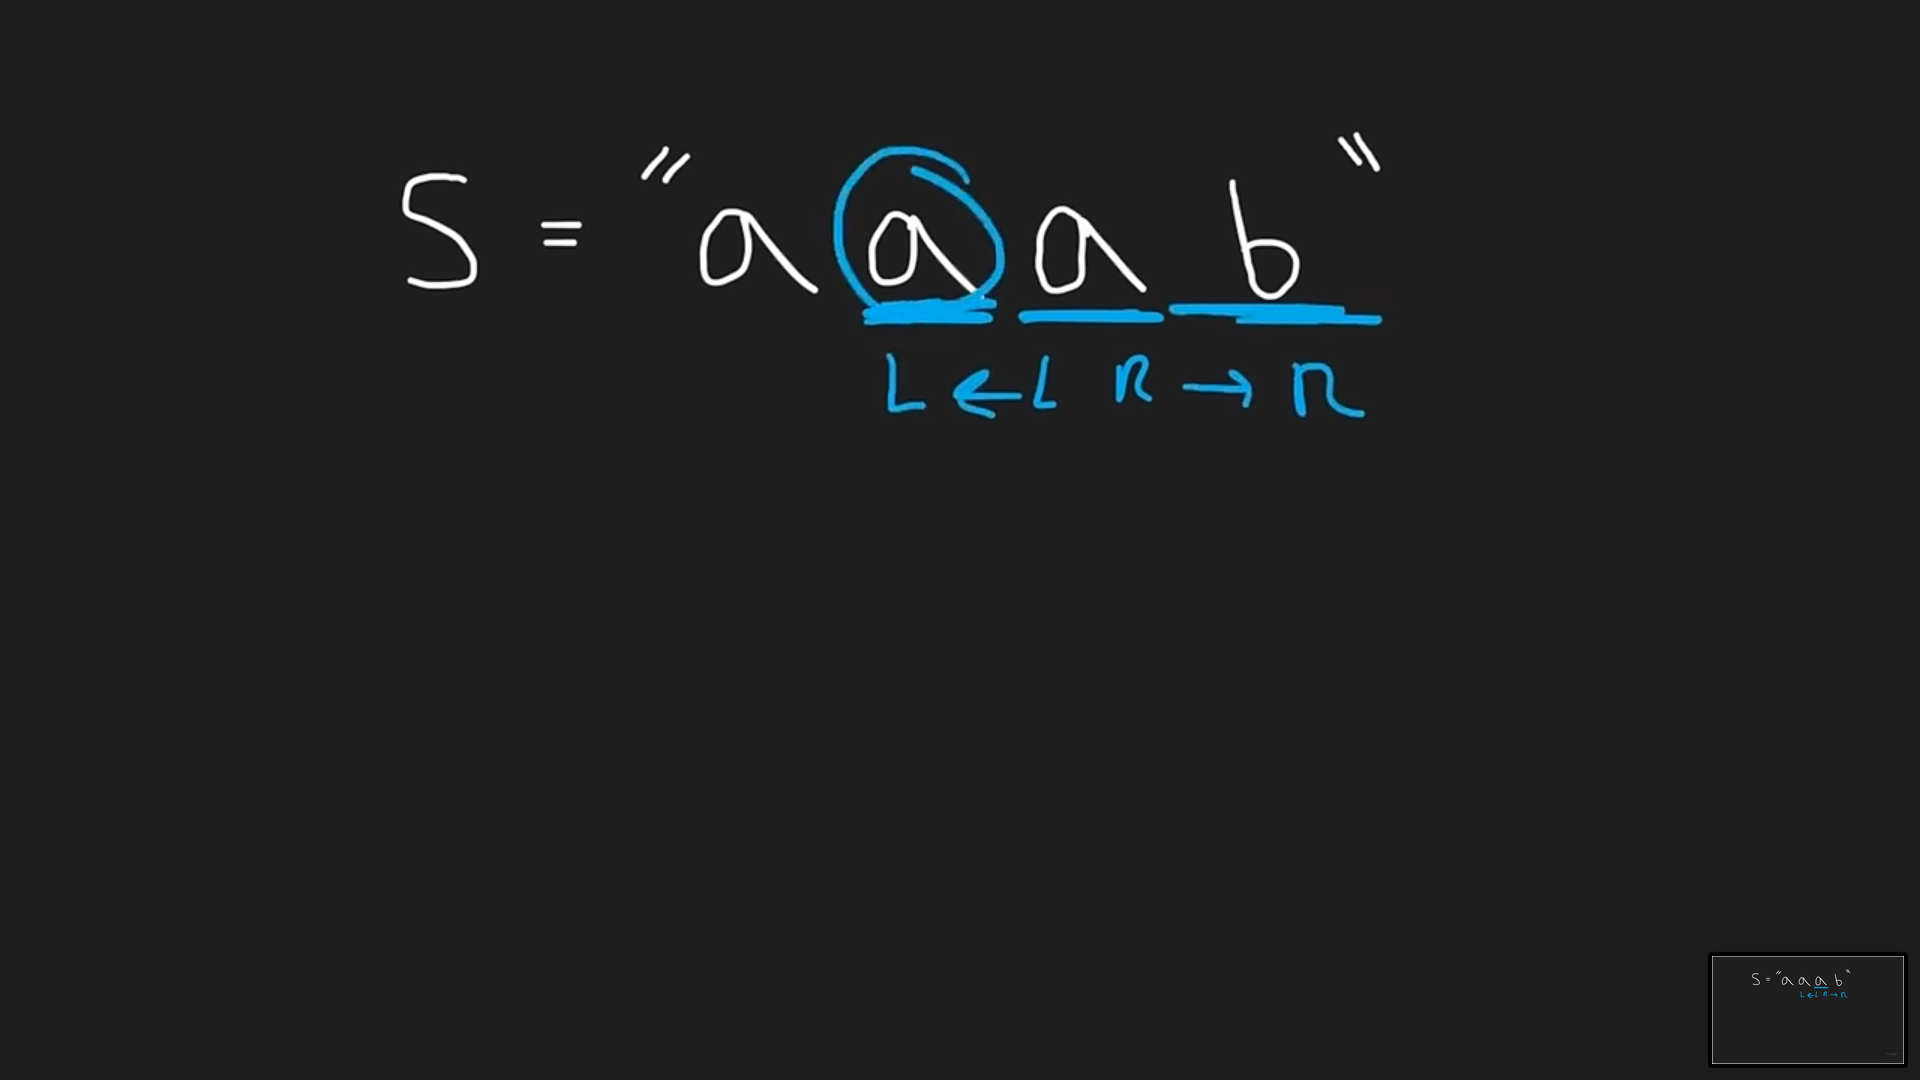 S = "a a a b"
L ← L R → R
S = "a a a b"
L ← L R → R